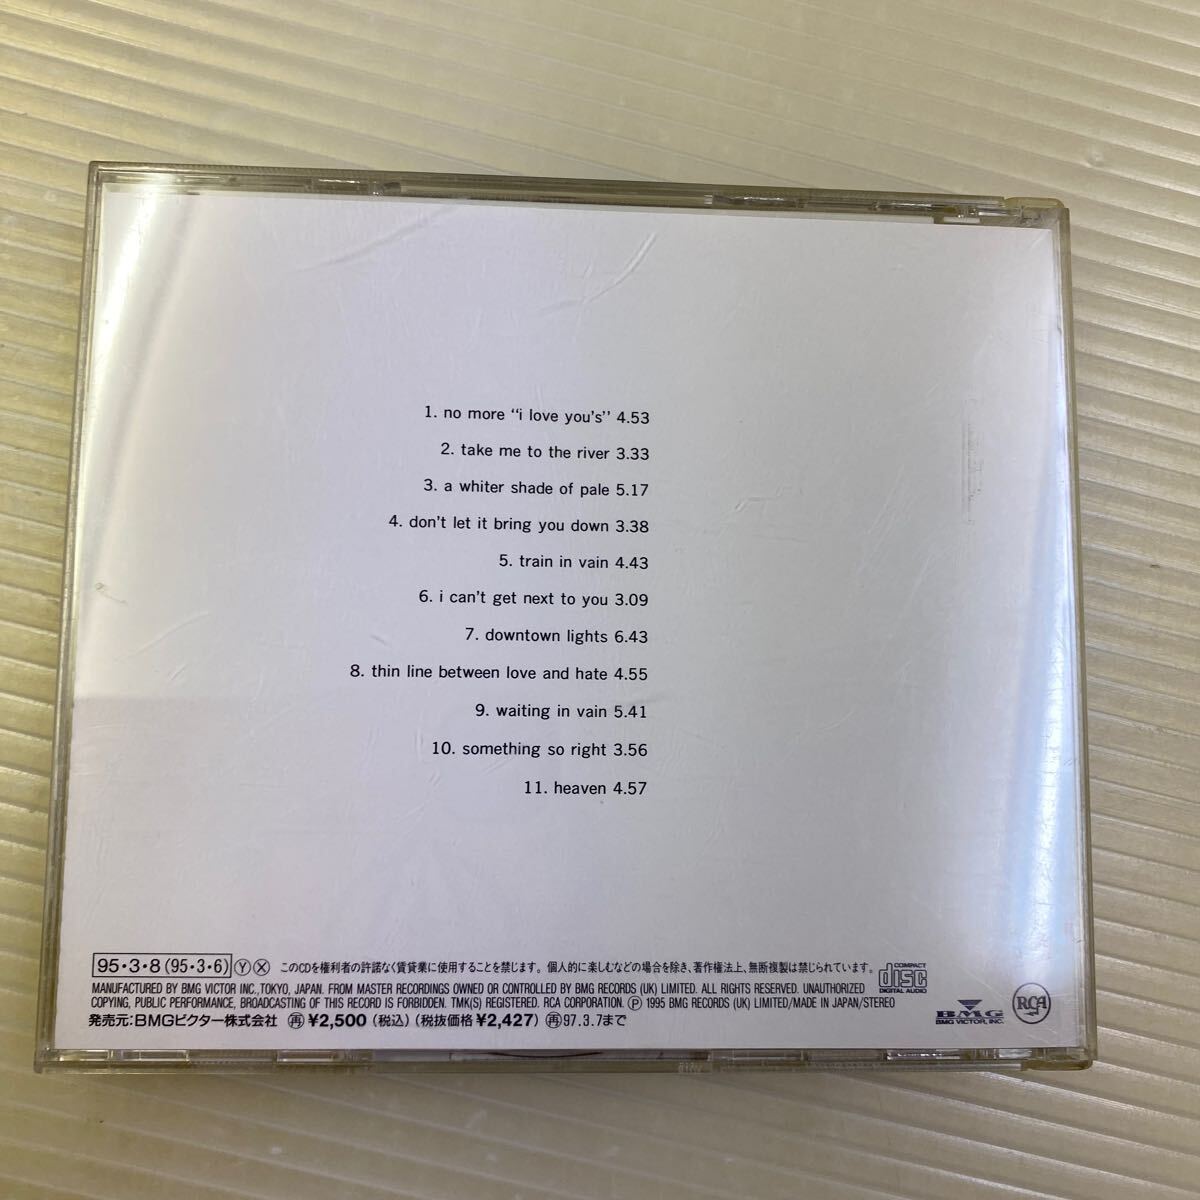 1. no more “i love you's” 4.53
2. take me to the river 3.33
3. a whiter shade of pale 5.17
4. don't let it bring you down 3.38
5. train in vain 4.43
6. i can't get next to you 3.09
7. downtown lights 6.43
8. thin line between love and hate 4.55
9. waiting in vain 5.41
10. something so right 3.56
11. heaven 4.57
95・3・8(95・3・6) Ⓨ Ⓧ このCDを権利者の許諾なく賃貸業に使用することを禁じます。個人的に楽しむなどの場合を除き、著作権法上、無断複製は禁じられています。
COMPACT disc DIGITAL AUDIO
MANUFACTURED BY BMG VICTOR INC.,TOKYO, JAPAN. FROM MASTER RECORDINGS OWNED OR CONTROLLED BY BMG RECORDS (UK) LIMITED. ALL RIGHTS RESERVED. UNAUTHORIZED
COPYING, PUBLIC PERFORMANCE, BROADCASTING OF THIS RECORD IS FORBIDDEN. TMK(S) REGISTERED. RCA CORPORATION. Ⓟ 1995 BMG RECORDS (UK) LIMITED/MADE IN JAPAN/STEREO
発売元:BMGビクター株式会社 ㊢¥2,500(税込)(税抜価格¥2,427) ㊢97.3.7まで
BMG
BMG VICTOR, INC.
RCA